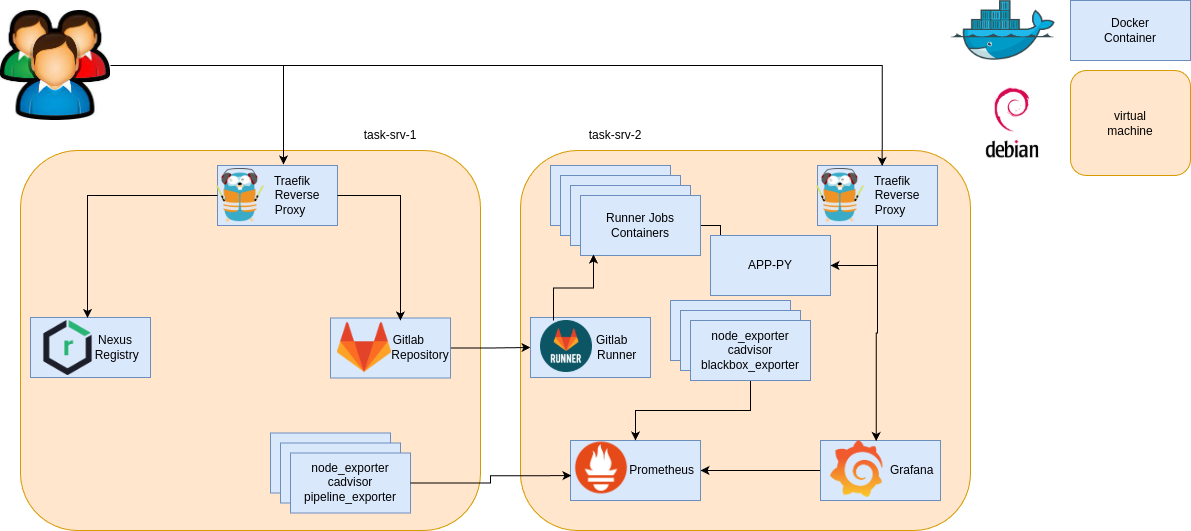 Docker
Container
debian
virtual
machine
task-srv-1
task-srv-2
Traefik
Reverse
Proxy
Runner Jobs
Containers
Traefik
Reverse
Proxy
APP-PY
Nexus
Registry
r
Gitlab
Repository
RUNNER
Gitlab
Runner
node_exporter
cadvisor
blackbox_exporter
node_exporter
cadvisor
pipeline_exporter
Prometheus
Grafana